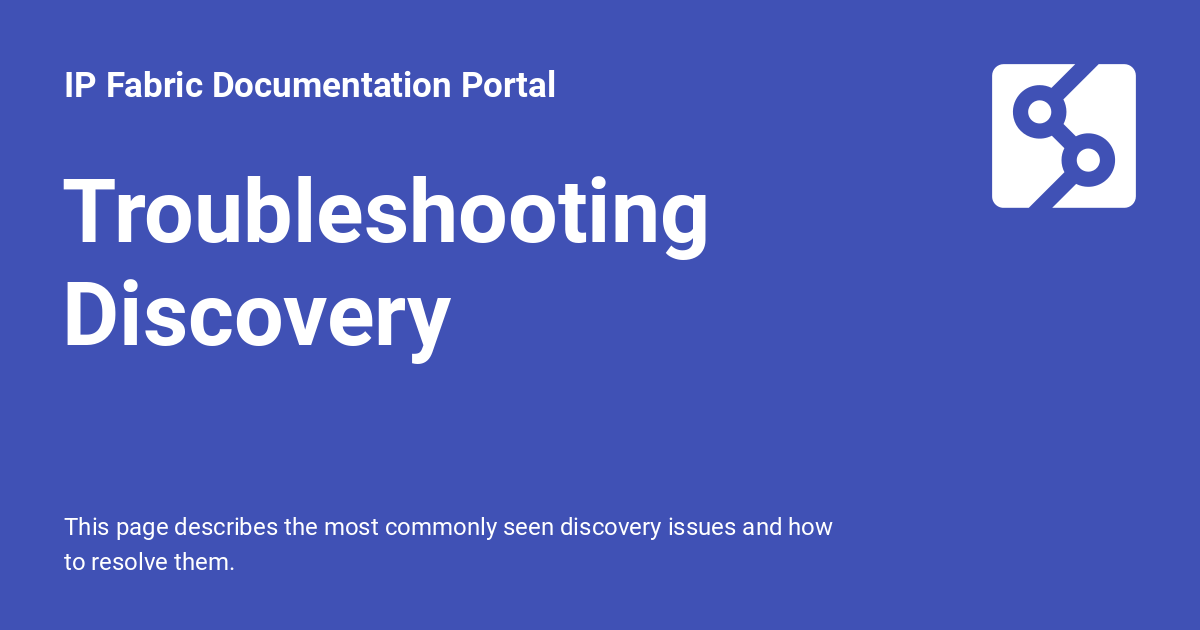 IP Fabric Documentation Portal
Troubleshooting
Discovery
This page describes the most commonly seen discovery issues and how
to resolve them.